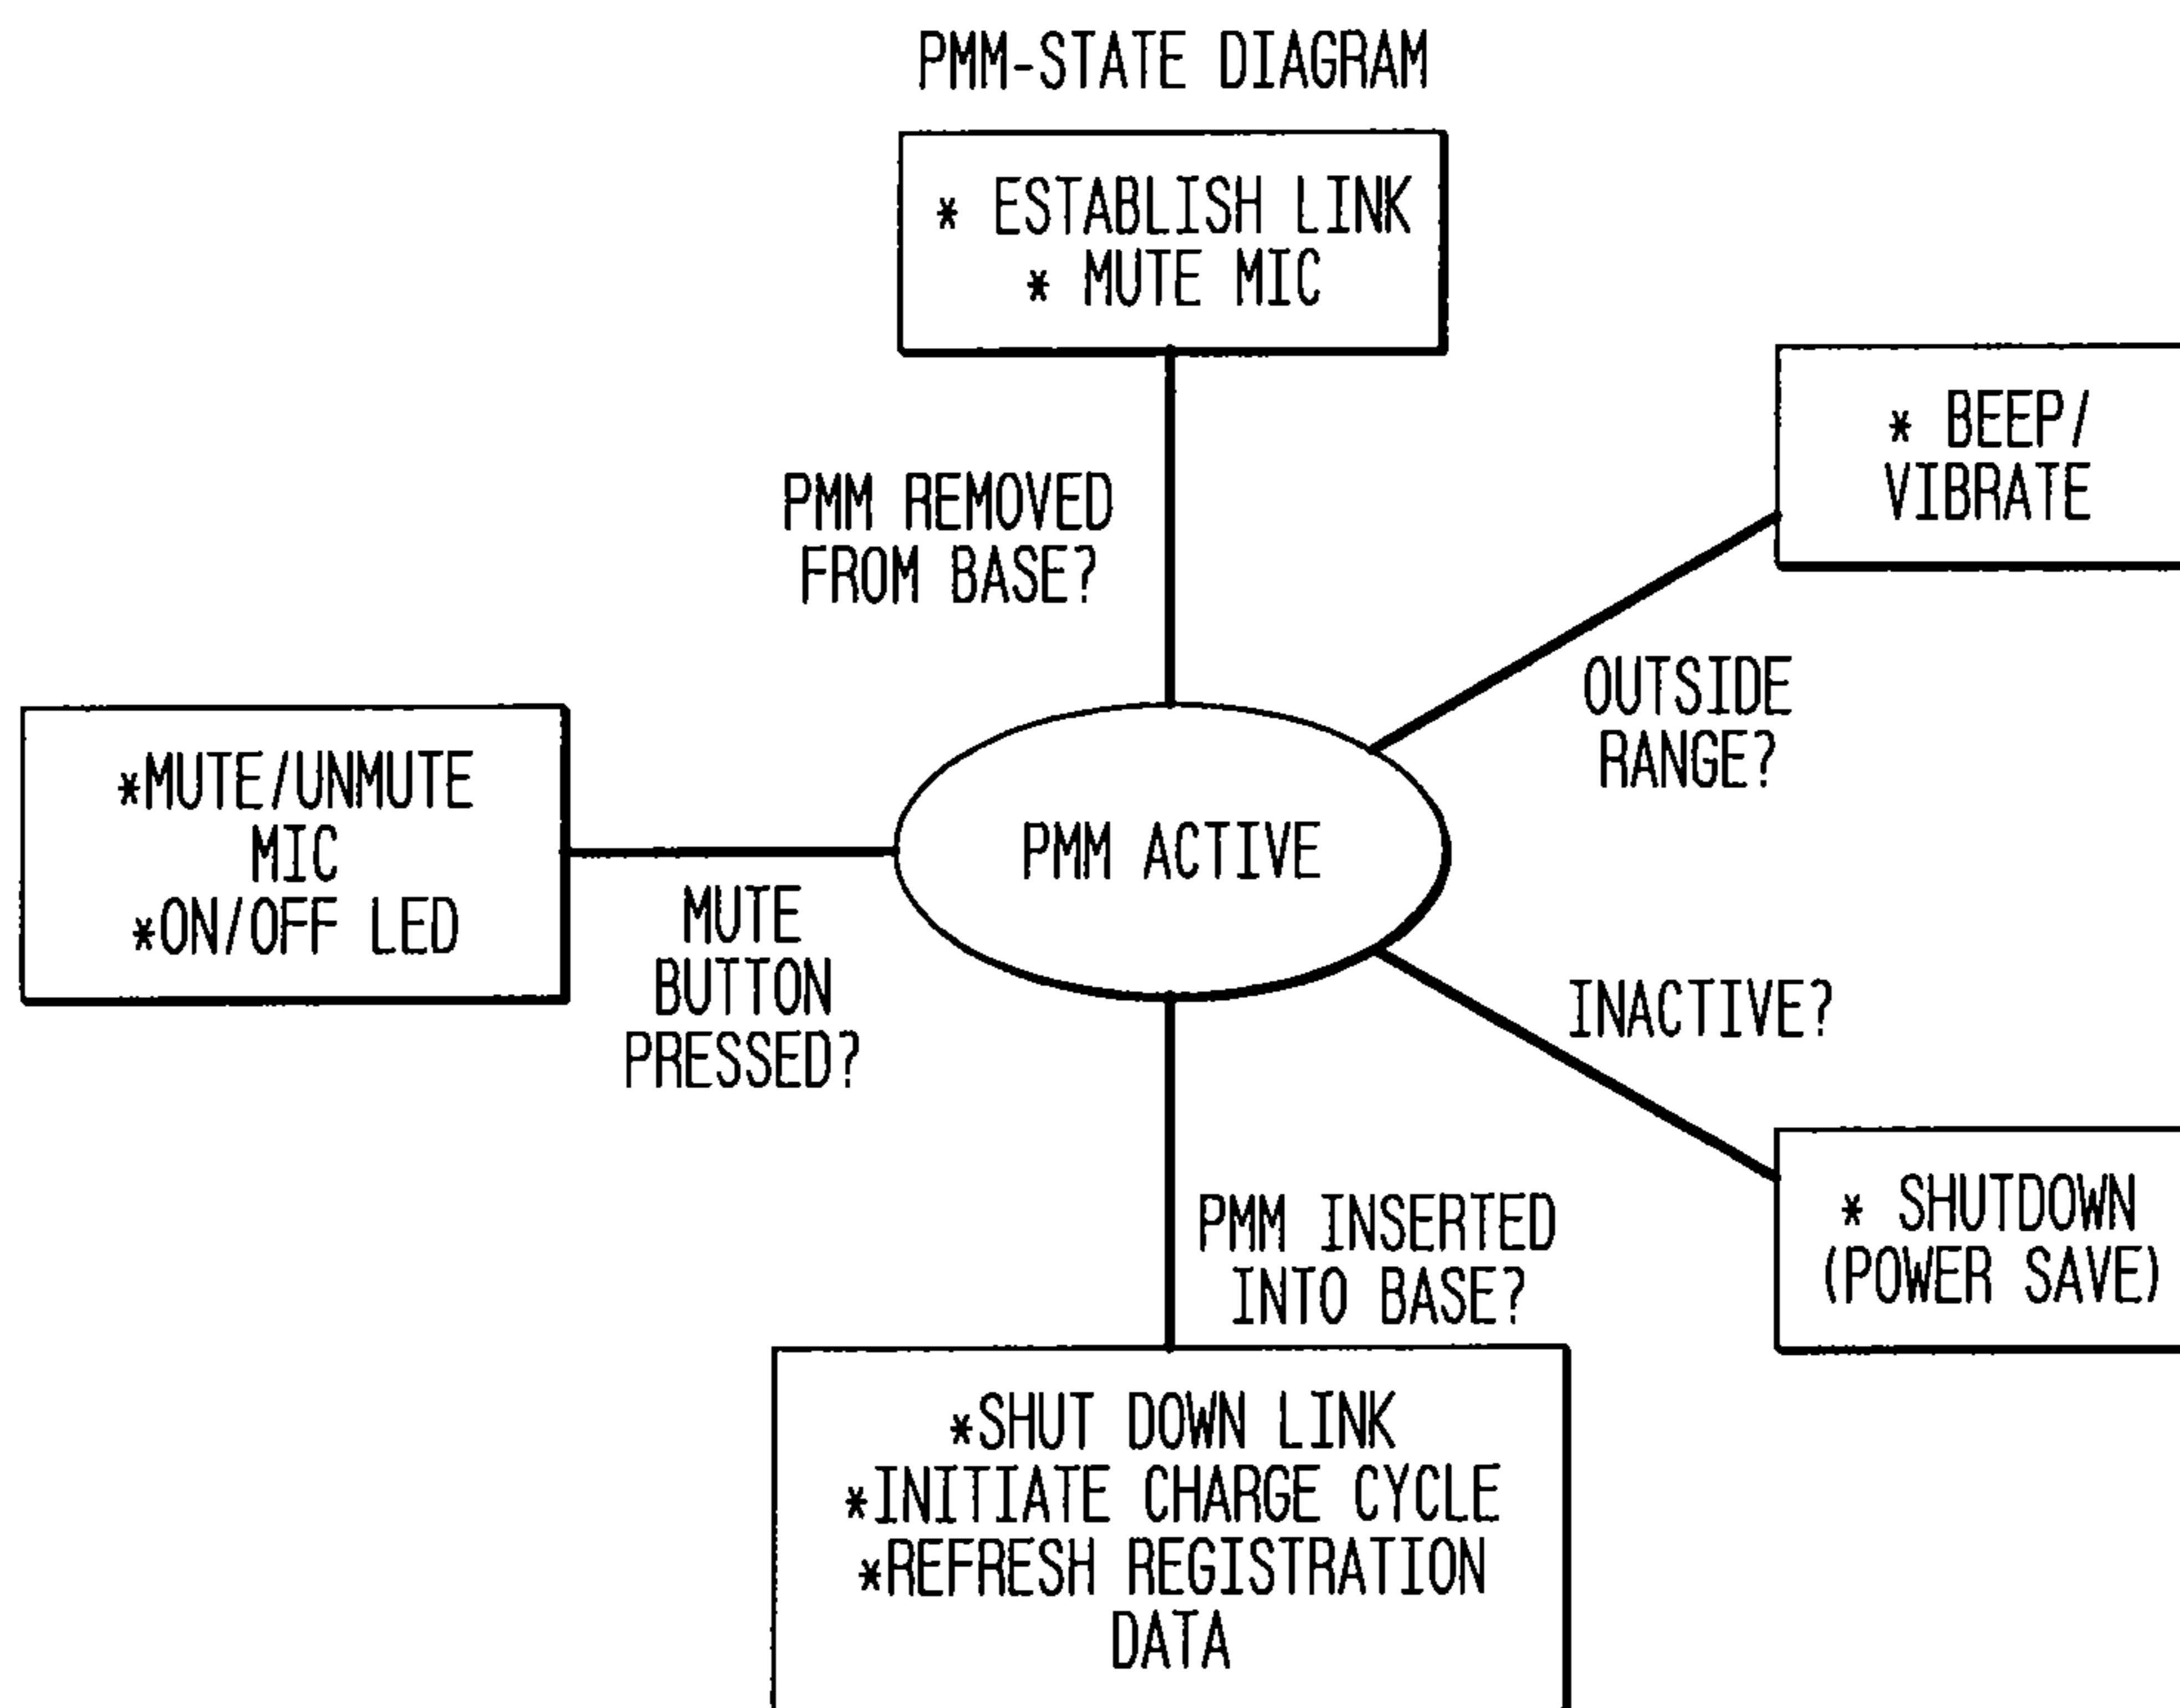 PMM-STATE DIAGRAM
* ESTABLISH LINK
* MUTE MIC
* BEEP/
VIBRATE
PMM REMOVED
FROM BASE?
OUTSIDE
RANGE?
*MUTE/UNMUTE
MIC
*ON/OFF LED
PMM ACTIVE
MUTE
BUTTON
PRESSED?
INACTIVE?
* SHUTDOWN
(POWER SAVE)
PMM INSERTED
INTO BASE?
*SHUT DOWN LINK
*INITIATE CHARGE CYCLE
*REFRESH REGISTRATION
DATA